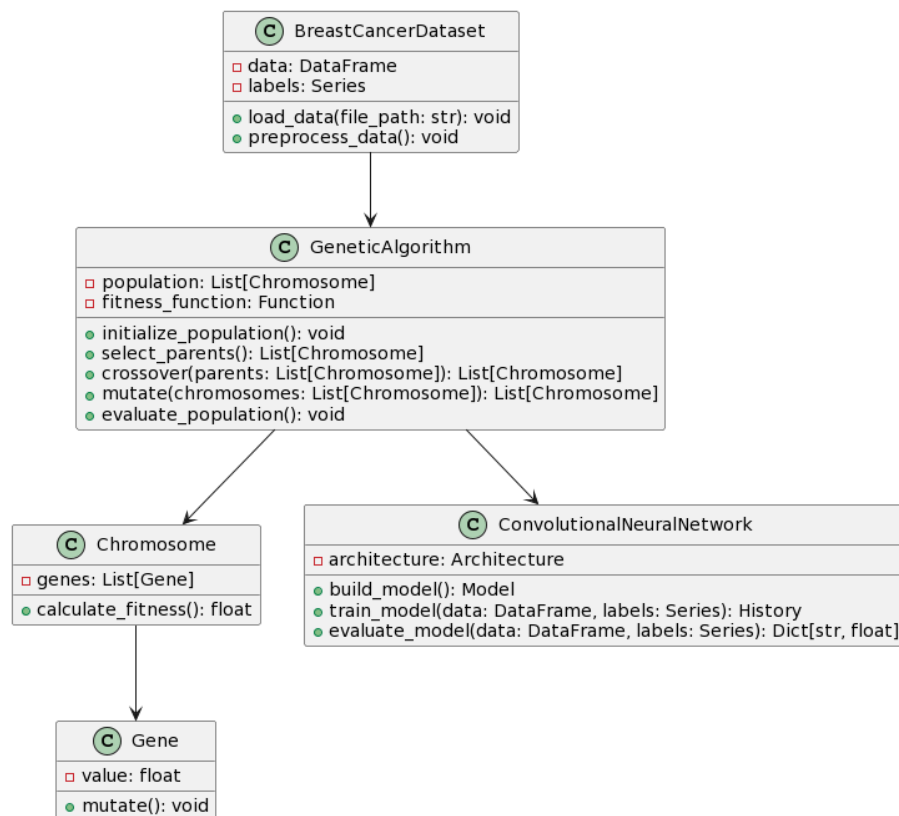 C BreastCancerDataset
data: DataFrame
labels: Series
load_data(file_path: str): void
preprocess_data(): void
C GeneticAlgorithm
population: List[Chromosome]
fitness_function: Function
initialize_population(): void
select_parents(): List[Chromosome]
crossover(parents: List[Chromosome]): List[Chromosome]
mutate(chromosomes: List[Chromosome]): List[Chromosome]
evaluate_population(): void
C Chromosome
genes: List[Gene]
calculate_fitness(): float
C ConvolutionalNeuralNetwork
architecture: Architecture
build_model(): Model
train_model(data: DataFrame, labels: Series): History
evaluate_model(data: DataFrame, labels: Series): Dict[str, float]
C Gene
value: float
mutate(): void